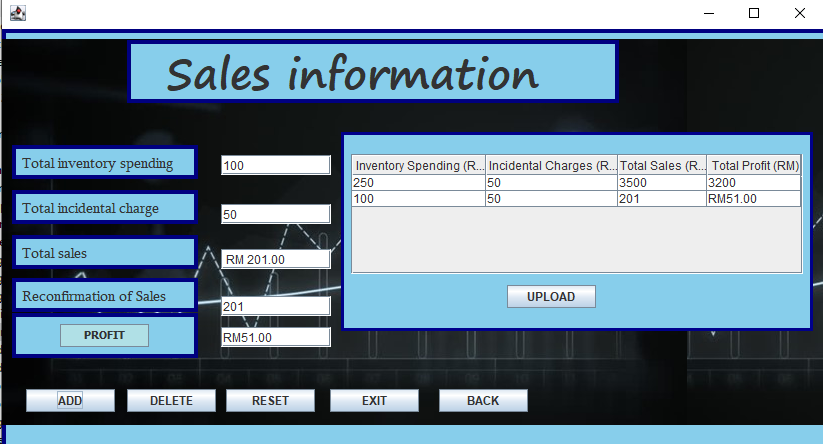 Sales information
Total inventory spending 100
Total incidental charge 50
Total sales RM 201.00
Reconfirmation of Sales 201
PROFIT RM51.00
Inventory Spending (R... Incidental Charges (R... Total Sales (R... Total Profit (RM)
250 50 3500 3200
100 50 201 RM51.00
UPLOAD
ADD DELETE RESET EXIT BACK